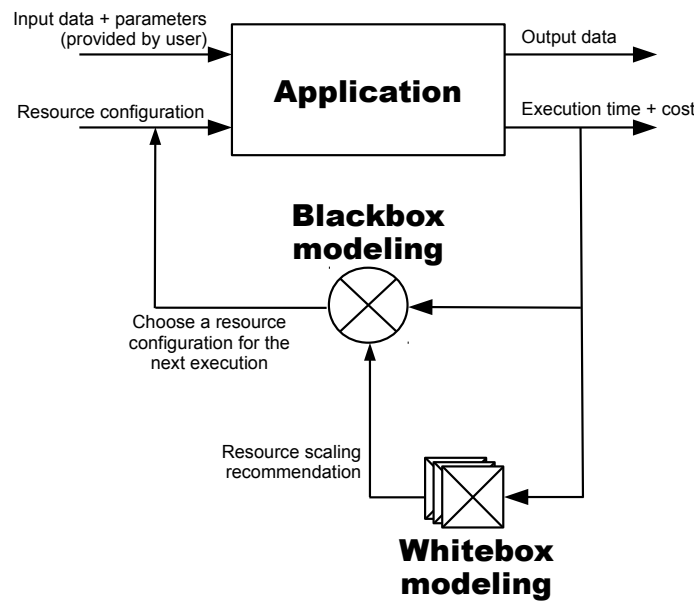 Input data + parameters
(provided by user)
Output data
Application
Resource configuration
Execution time + cost
Blackbox
modeling
Choose a resource
configuration for the
next execution
Resource scaling
recommendation
Whitebox
modeling